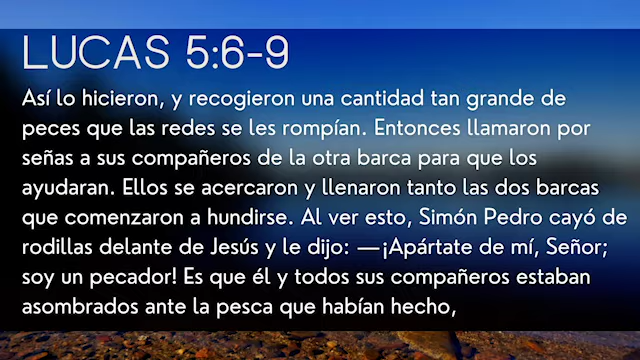 LUCAS 5:6-9
Así lo hicieron, y recogieron una cantidad tan grande de
peces que las redes se les rompían. Entonces llamaron por
señas a sus compañeros de la otra barca para que los
ayudaran. Ellos se acercaron y llenaron tanto las dos barcas
que comenzaron a hundirse. Al ver esto, Simón Pedro cayó de
rodillas delante de Jesús y le dijo: —¡Apártate de mí, Señor;
soy un pecador! Es que él y todos sus compañeros estaban
asombrados ante la pesca que habían hecho,